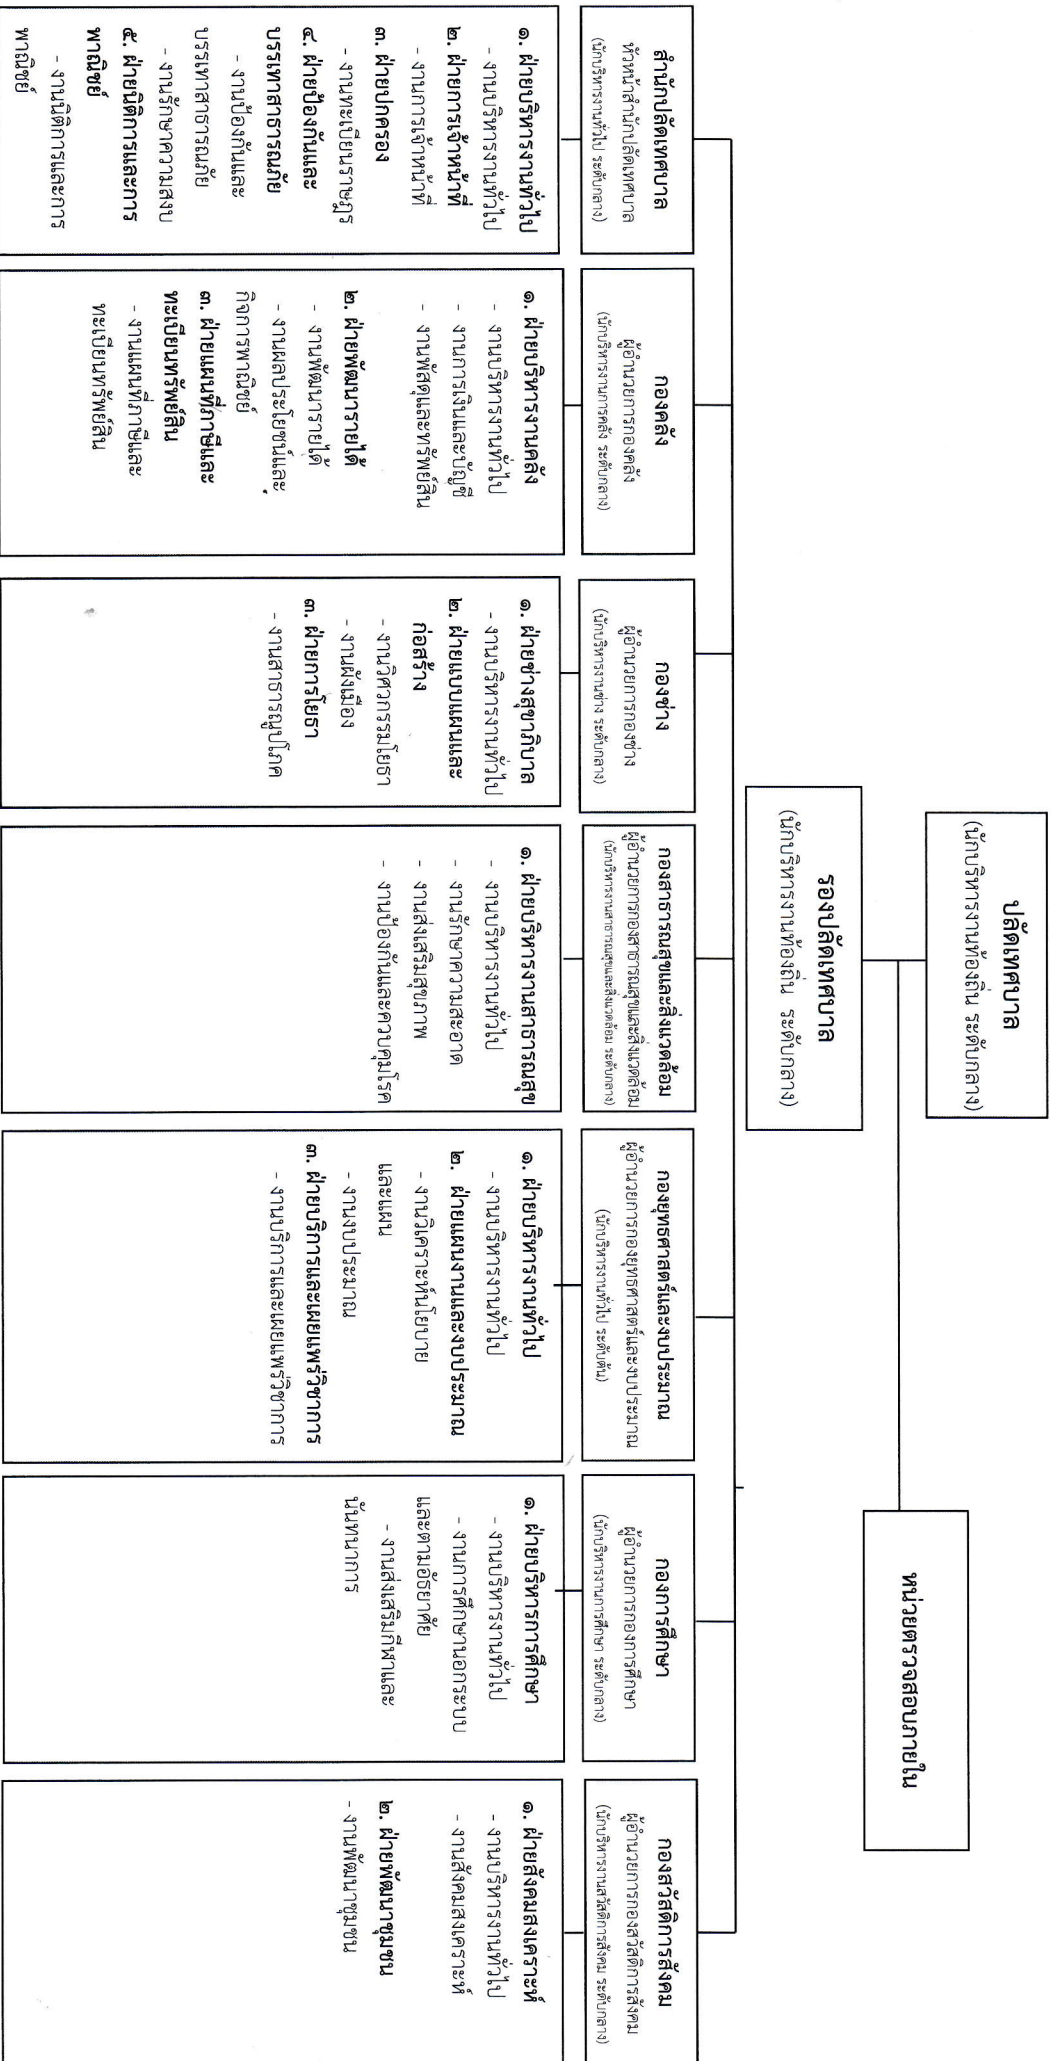 ปลัดเทศบาล
(นักบริหารงานท้องถิ่น ระดับกลาง)
หน่วยตรวจสอบภายใน
รองปลัดเทศบาล
(นักบริหารงานท้องถิ่น ระดับกลาง)
สำนักปลัดเทศบาล
หัวหน้าสำนักปลัดเทศบาล
(นักบริหารงานทั่วไป ระดับกลาง)
๑. ฝ่ายบริหารงานทั่วไป
- งานบริหารงานทั่วไป
๒. ฝ่ายการเจ้าหน้าที่
- งานการเจ้าหน้าที่
๓. ฝ่ายปกครอง
- งานทะเบียนราษฎร
๔. ฝ่ายป้องกันและ
บรรเทาสาธารณภัย
- งานป้องกันและ
บรรเทาสาธารณภัย
- งานรักษาความสงบ
๕. ฝ่ายนิติการและการ
พาณิชย์
- งานนิติการและการ
พาณิชย์
กองคลัง
ผู้อำนวยการกองคลัง
(นักบริหารงานการคลัง ระดับกลาง)
๑. ฝ่ายบริหารงานคลัง
- งานบริหารงานทั่วไป
- งานการเงินและบัญชี
- งานพัสดุและทรัพย์สิน
๒. ฝ่ายพัฒนารายได้
- งานพัฒนารายได้
- งานผลประโยชน์และ
กิจการพาณิชย์
๓. ฝ่ายแผนที่ภาษีและ
ทะเบียนทรัพย์สิน
- งานแผนที่ภาษีและ
ทะเบียนทรัพย์สิน
กองช่าง
ผู้อำนวยการกองช่าง
(นักบริหารงานช่าง ระดับกลาง)
๑. ฝ่ายช่างสุขาภิบาล
- งานบริหารงานทั่วไป
๒. ฝ่ายแบบแผนและ
ก่อสร้าง
- งานวิศวกรรมโยธา
- งานผังเมือง
๓. ฝ่ายการโยธา
- งานสาธารณูปโภค
กองสาธารณสุขและสิ่งแวดล้อม
ผู้อำนวยการกองสาธารณสุขและสิ่งแวดล้อม
(นักบริหารงานสาธารณสุขและสิ่งแวดล้อม ระดับกลาง)
๑. ฝ่ายบริหารงานสาธารณสุข
- งานบริหารงานทั่วไป
- งานรักษาความสะอาด
- งานส่งเสริมสุขภาพ
- งานป้องกันและควบคุมโรค
กองยุทธศาสตร์และงบประมาณ
ผู้อำนวยการกองยุทธศาสตร์และงบประมาณ
(นักบริหารงานทั่วไป ระดับต้น)
๑. ฝ่ายบริหารงานทั่วไป
- งานบริหารงานทั่วไป
๒. ฝ่ายแผนงานและงบประมาณ
- งานวิเคราะห์นโยบาย
และแผน
- งานงบประมาณ
๓. ฝ่ายบริการและเผยแพร่วิชาการ
- งานบริการและเผยแพร่วิชาการ
กองการศึกษา
ผู้อำนวยการกองการศึกษา
(นักบริหารงานการศึกษา ระดับกลาง)
๑. ฝ่ายบริหารการศึกษา
- งานบริหารงานทั่วไป
- งานการศึกษานอกระบบ
และตามอัธยาศัย
- งานส่งเสริมกีฬาและ
นันทนาการ
กองสวัสดิการสังคม
ผู้อำนวยการกองสวัสดิการสังคม
(นักบริหารงานสวัสดิการสังคม ระดับกลาง)
๑. ฝ่ายสังคมสงเคราะห์
- งานบริหารงานทั่วไป
- งานสังคมสงเคราะห์
๒. ฝ่ายพัฒนาชุมชน
- งานพัฒนาชุมชน